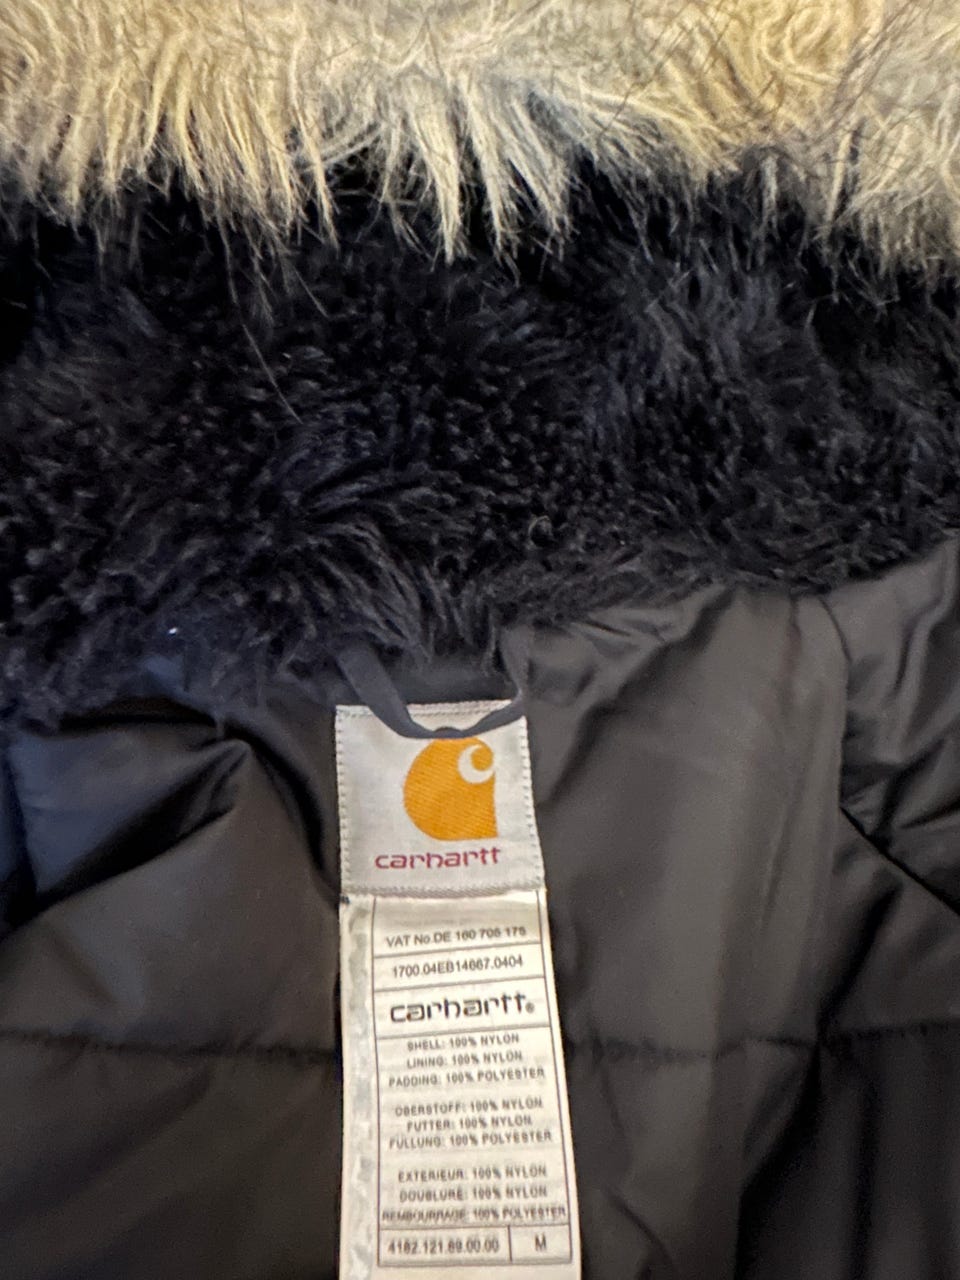 carhartt
VAT No.DE 160 706 175
1700.04EB14667.0404
carhartt®
SHELL: 100% NYLON
LINING: 100% NYLON
PADDING: 100% POLYESTER
OBERSTOFF: 100% NYLON
FUTTER: 100% NYLON
FÜLLUNG: 100% POLYESTER
EXTERIEUR: 100% NYLON
DOUBLURE: 100% NYLON
REMBOURRAGE: 100% POLYESTER
4182.121.89.00.00 M